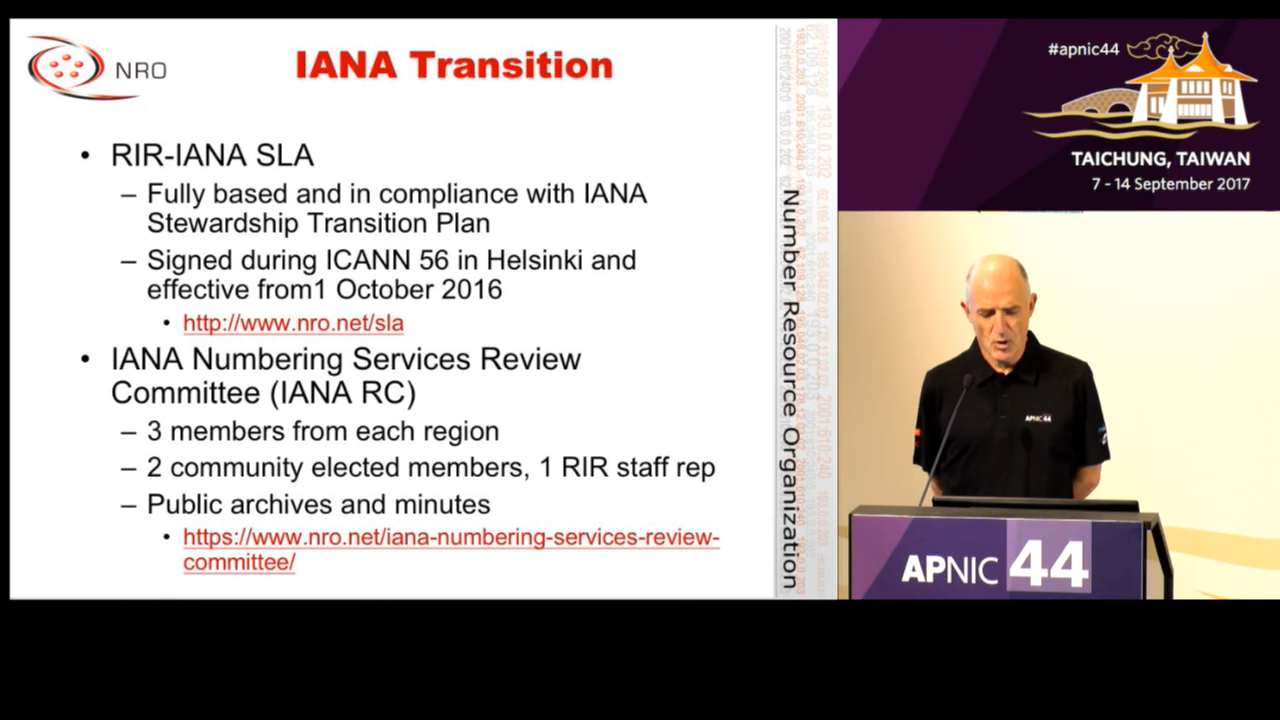 NRO
IANA Transition
• RIR-IANA SLA
– Fully based and in compliance with IANA
Stewardship Transition Plan
– Signed during ICANN 56 in Helsinki and
effective from1 October 2016
• http://www.nro.net/sla
• IANA Numbering Services Review
Committee (IANA RC)
– 3 members from each region
– 2 community elected members, 1 RIR staff rep
– Public archives and minutes
• https://www.nro.net/iana-numbering-services-review-
committee/
Number Resource Organization
#apnic44
TAICHUNG, TAIWAN
7 - 14 September 2017
APNIC 44
APNIC 44